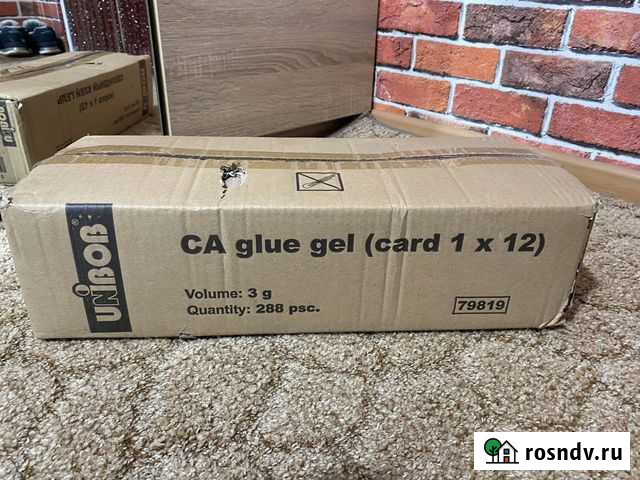 UNIBOB®
CA glue gel (card 1 x 12)
Volume: 3 g
Quantity: 288 psc.
79819
rosndv.ru